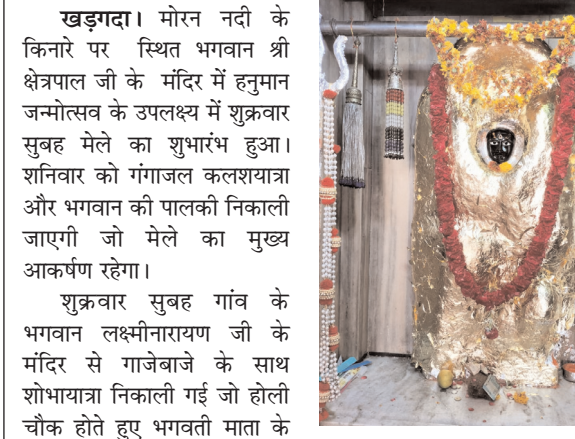 खड़गदा। मोरन नदी के
किनारे पर स्थित भगवान श्री
क्षेत्रपाल जी के मंदिर में हनुमान
जन्मोत्सव के उपलक्ष्य में शुक्रवार
सुबह मेले का शुभारंभ हुआ।
शनिवार को गंगाजल कलशयात्रा
और भगवान की पालकी निकाली
जाएगी जो मेले का मुख्य
आकर्षण रहेगा।
शुक्रवार सुबह गांव के
भगवान लक्ष्मीनारायण जी के
मंदिर से गाजेबाजे के साथ
शोभायात्रा निकाली गई जो होली
चौक होते हुए भगवती माता के